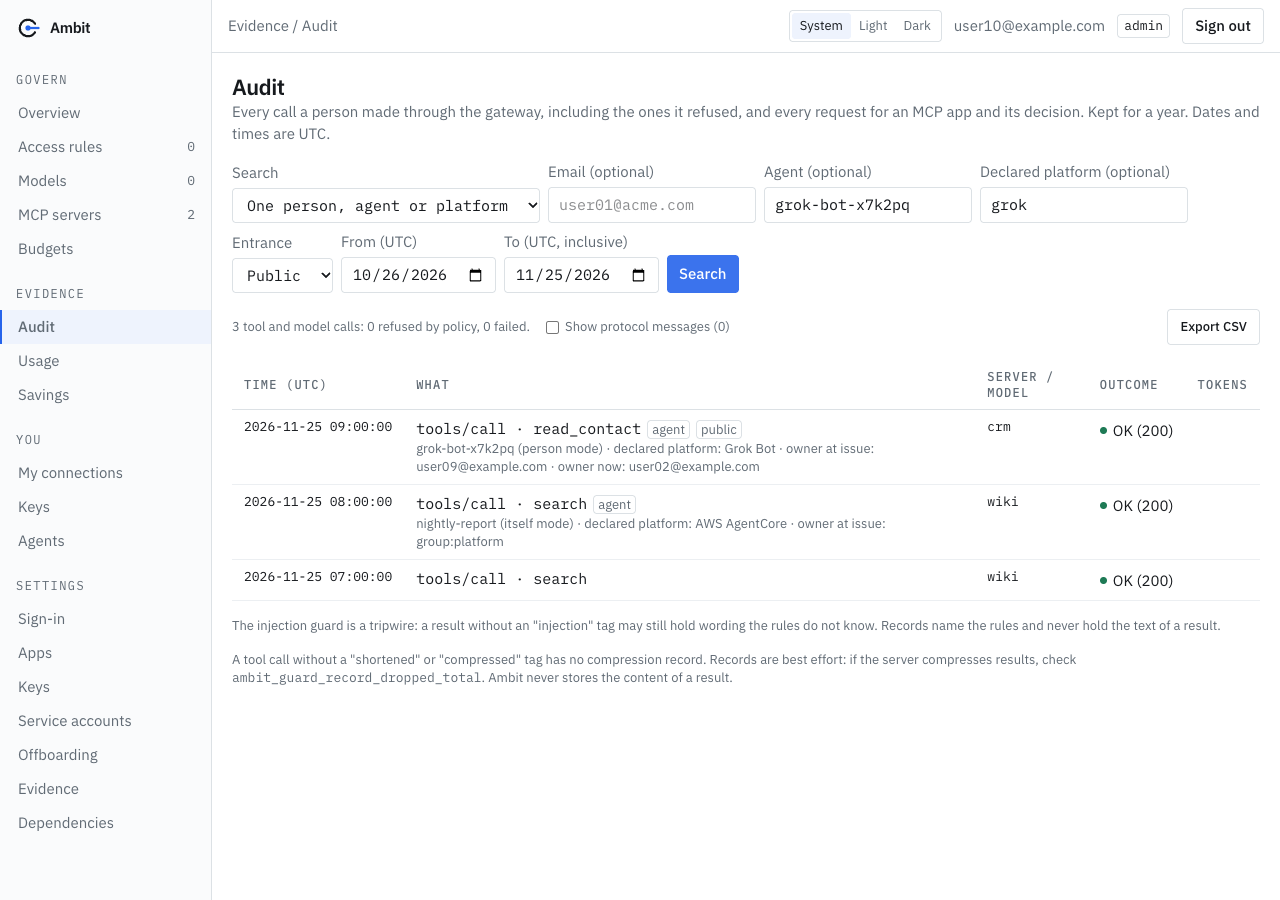 Ambit
Evidence / Audit
System Light Dark
user10@example.com
admin
Sign out
GOVERN
Overview
Access rules 0
Models 0
MCP servers 2
Budgets
EVIDENCE
Audit
Usage
Savings
YOU
My connections
Keys
Agents
SETTINGS
Sign-in
Apps
Keys
Service accounts
Offboarding
Evidence
Dependencies
Audit
Every call a person made through the gateway, including the ones it refused, and every request for an MCP app and its decision. Kept for a year. Dates and
times are UTC.
Search Email (optional) Agent (optional) Declared platform (optional)
One person, agent or platform user01@acme.com grok-bot-x7k2pq grok
Entrance From (UTC) To (UTC, inclusive)
Public 10/26/2026 11/25/2026 Search
3 tool and model calls: 0 refused by policy, 0 failed. Show protocol messages (0) Export CSV
TIME (UTC) WHAT SERVER / MODEL OUTCOME TOKENS
2026-11-25 09:00:00 tools/call · read_contact agent public crm OK (200)
grok-bot-x7k2pq (person mode) · declared platform: Grok Bot · owner at issue:
user09@example.com · owner now: user02@example.com
2026-11-25 08:00:00 tools/call · search agent wiki OK (200)
nightly-report (itself mode) · declared platform: AWS AgentCore · owner at issue:
group:platform
2026-11-25 07:00:00 tools/call · search wiki OK (200)
The injection guard is a tripwire: a result without an "injection" tag may still hold wording the rules do not know. Records name the rules and never hold the text of a result.
A tool call without a "shortened" or "compressed" tag has no compression record. Records are best effort: if the server compresses results, check
ambit_guard_record_dropped_total. Ambit never stores the content of a result.